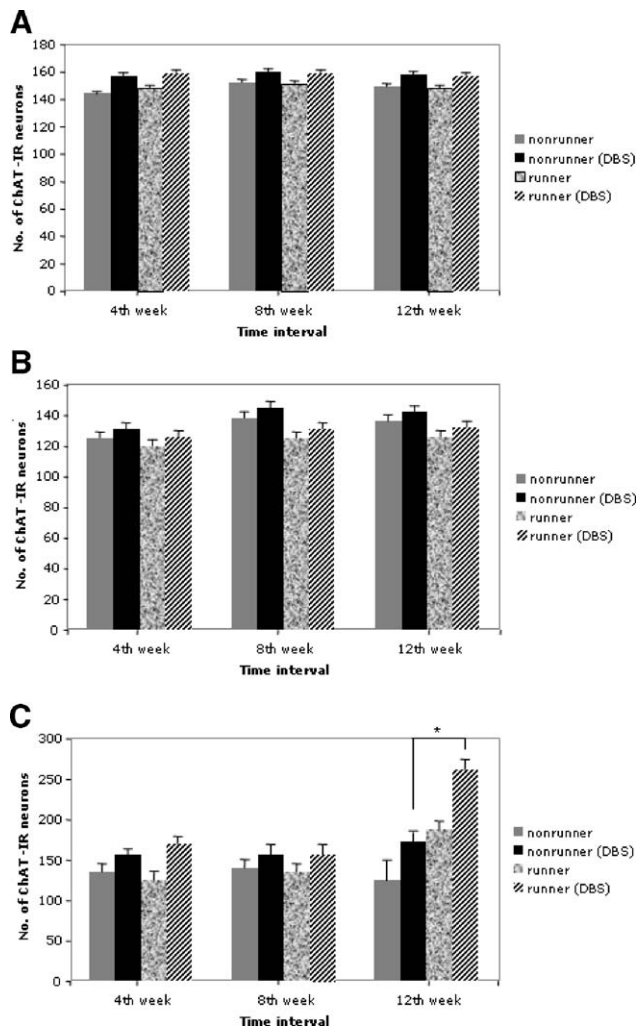 A
No. of ChAT-IR neurons
180
160
140
120
100
80
60
40
20
0
4th week
8th week
12th week
Time interval
nonrunner
nonrunner (DBS)
runner
runner (DBS)
B
No. of ChAT-IR neurons
160
140
120
100
80
60
40
20
0
4th week
8th week
12th week
Time interval
nonrunner
nonrunner (DBS)
runner
runner (DBS)
C
No. of ChAT-IR neurons
300
250
200
150
100
50
0
*
4th week
8th week
12th week
Time interval
nonrunner
nonrunner (DBS)
runner
runner (DBS)